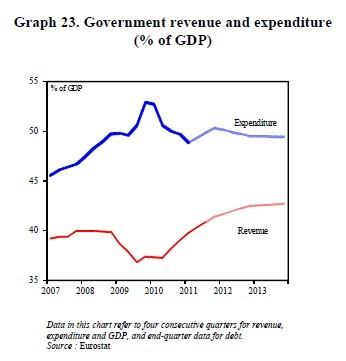 Graph 23. Government revenue and expenditure
(% of GDP)
55
% of GDP
Expenditure
50
45
40
Revenue
35
2007 2008 2009 2010 2011 2012 2013
Data in this chart refer to four consecutive quarters for revenue,
expenditure and GDP, and end-quarter data for debt.
Source : Eurostat